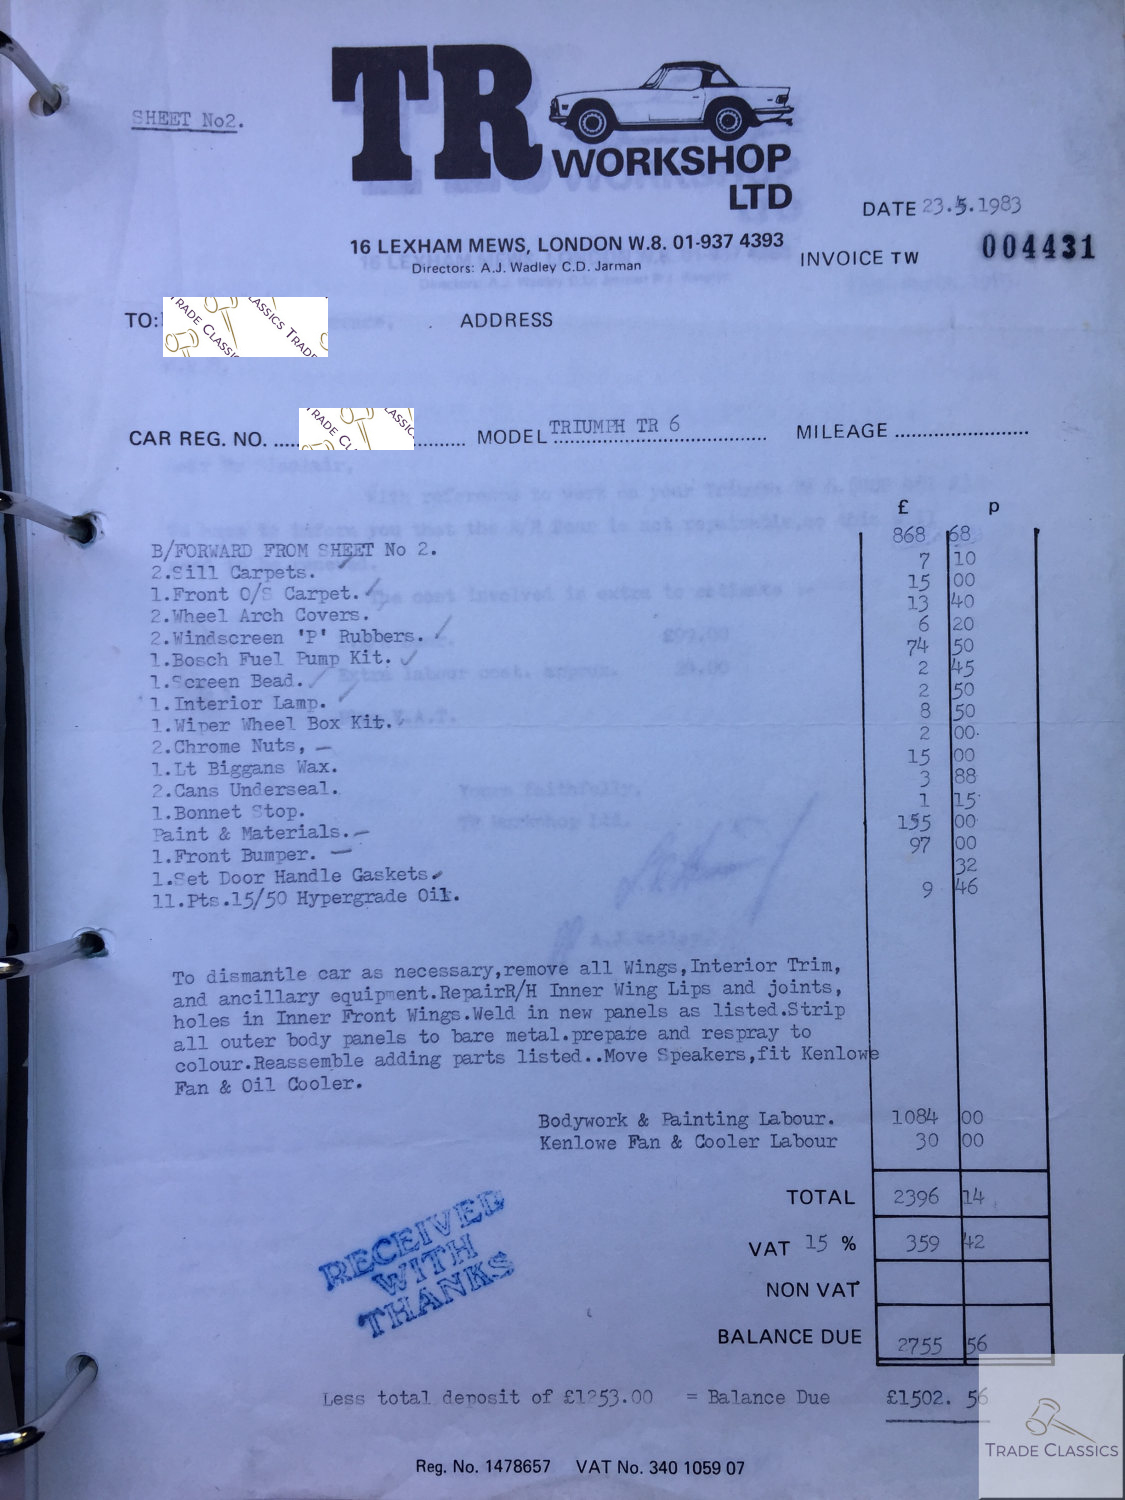 SHEET No2.
TR
WORKSHOP
LTD
DATE 23.5.1983
16 LEXHAM MEWS, LONDON W.8. 01-937 4393
INVOICE TW 004431
Directors: A.J. Wadley C.D. Jarman
TO: ADDRESS
TRADE CLASSICS TRADE
CAR REG. NO. MODEL TRIUMPH TR 6 MILEAGE
£ p
B/FORWARD FROM SHEET No 2. 868 68
2.Sill Carpets. 7 10
1.Front O/S Carpet. 15 00
2.Wheel Arch Covers. 13 40
2.Windscreen 'P' Rubbers. 6 20
1.Bosch Fuel Pump Kit. 74 50
1.Screen Bead. 2 45
1.Interior Lamp. 2 50
1.Wiper Wheel Box Kit. 8 50
2.Chrome Nuts, 2 00
1.Lt Biggans Wax. 15 00
2.Cans Underseal. 3 88
1.Bonnet Stop. 1 15
Paint & Materials. 155 00
1.Front Bumper. 97 00
1.Set Door Handle Gaskets 32
11.Pts.15/50 Hypergrade Oil. 9 46
To dismantle car as necessary,remove all Wings,Interior Trim,
and ancillary equipment.RepairR/H Inner Wing Lips and joints,
holes in Inner Front Wings.Weld in new panels as listed.Strip
all outer body panels to bare metal.prepare and respray to
colour.Reassemble adding parts listed..Move Speakers,fit Kenlowe
Fan & Oil Cooler.
Bodywork & Painting Labour. 1084 00
Kenlowe Fan & Cooler Labour 30 00
TOTAL 2396 14
VAT 15 % 359 42
NON VAT
BALANCE DUE 2755 56
RECEIVED
WITH
THANKS
Less total deposit of £1253.00 = Balance Due £1502. 56
TRADE CLASSICS
Reg. No. 1478657 VAT No. 340 1059 07